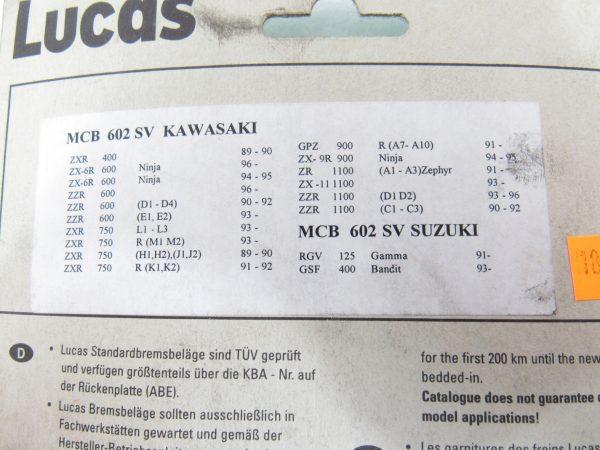 Lucas
MCB 602 SV KAWASAKI
ZXR 400 89 - 90
ZX-6R 600 Ninja 96 -
ZX-6R 600 Ninja 94 - 95
ZZR 600 96 -
ZZR 600 (D1 - D4) 90 - 92
ZZR 600 (E1, E2) 93 -
ZXR 750 L1 - L3 93 -
ZXR 750 R (M1 M2) 93 -
ZXR 750 (H1,H2),(J1,J2) 89 - 90
ZXR 750 R (K1,K2) 91 - 92
GPZ 900 R (A7- A10) 91 -
ZX- 9R 900 Ninja 94 - 95
ZR 1100 (A1 - A3)Zephyr 91 -
ZX -11 1100 93 -
ZZR 1100 (D1 D2) 93 - 96
ZZR 1100 (C1 - C3) 90 - 92
MCB 602 SV SUZUKI
RGV 125 Gamma 91-
GSF 400 Bandit 93-
D
• Lucas Standardbremsbeläge sind TÜV geprüft
und verfügen größtenteils über die KBA - Nr. auf
der Rückenplatte (ABE).
• Lucas Bremsbeläge sollten ausschließlich in
Fachwerkstätten gewartet und gemäß der
for the first 200 km until the new
bedded-in.
Catalogue does not guarantee
model applications!
• Les garnitures des freins Lucas